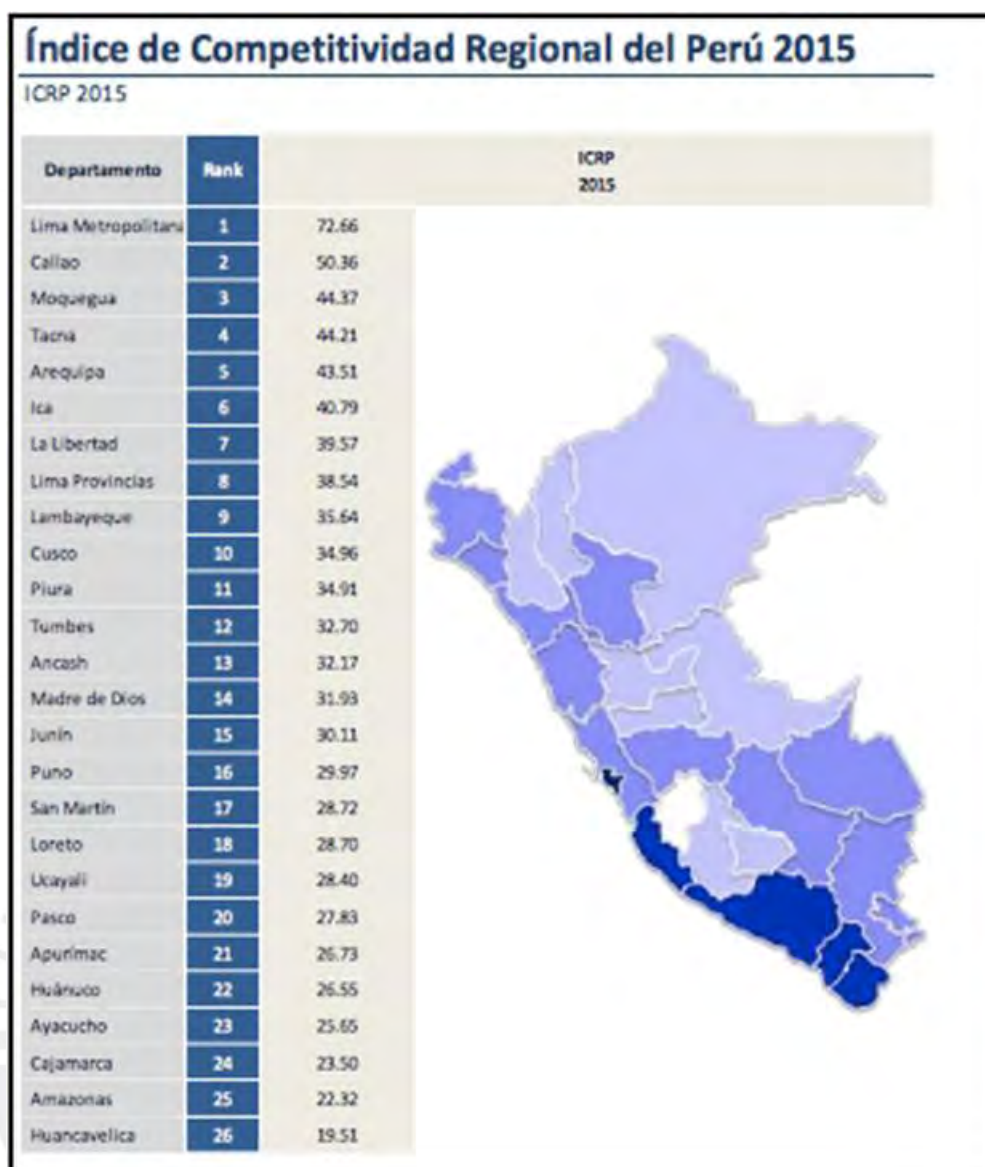 Índice de Competitividad Regional del Perú 2015
ICRP 2015
Departamento Rank ICRP
2015
Lima Metropolitana 1 72.66
Callao 2 50.36
Moquegua 3 44.37
Tacna 4 44.21
Arequipa 5 43.51
Ica 6 40.79
La Libertad 7 39.57
Lima Provincias 8 38.54
Lambayeque 9 35.64
Cusco 10 34.96
Piura 11 34.91
Tumbes 12 32.70
Ancash 13 32.17
Madre de Dios 14 31.93
Junín 15 30.11
Puno 16 29.97
San Martín 17 28.72
Loreto 18 28.70
Ucayali 19 28.40
Pasco 20 27.83
Apurímac 21 26.73
Huánuco 22 26.55
Ayacucho 23 25.65
Cajamarca 24 23.50
Amazonas 25 22.32
Huancavelica 26 19.51